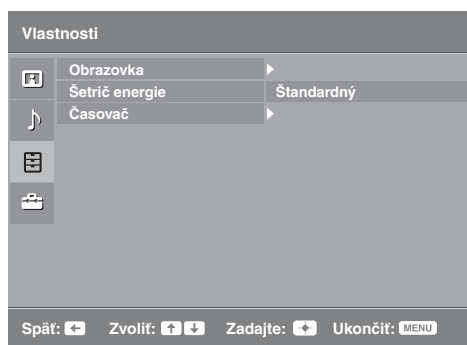 Vlastnosti
Obrazovka
Šetrič energie Štandardný
Časovač
Späť: Zvoliť: Zadajte: Ukončiť: MENU